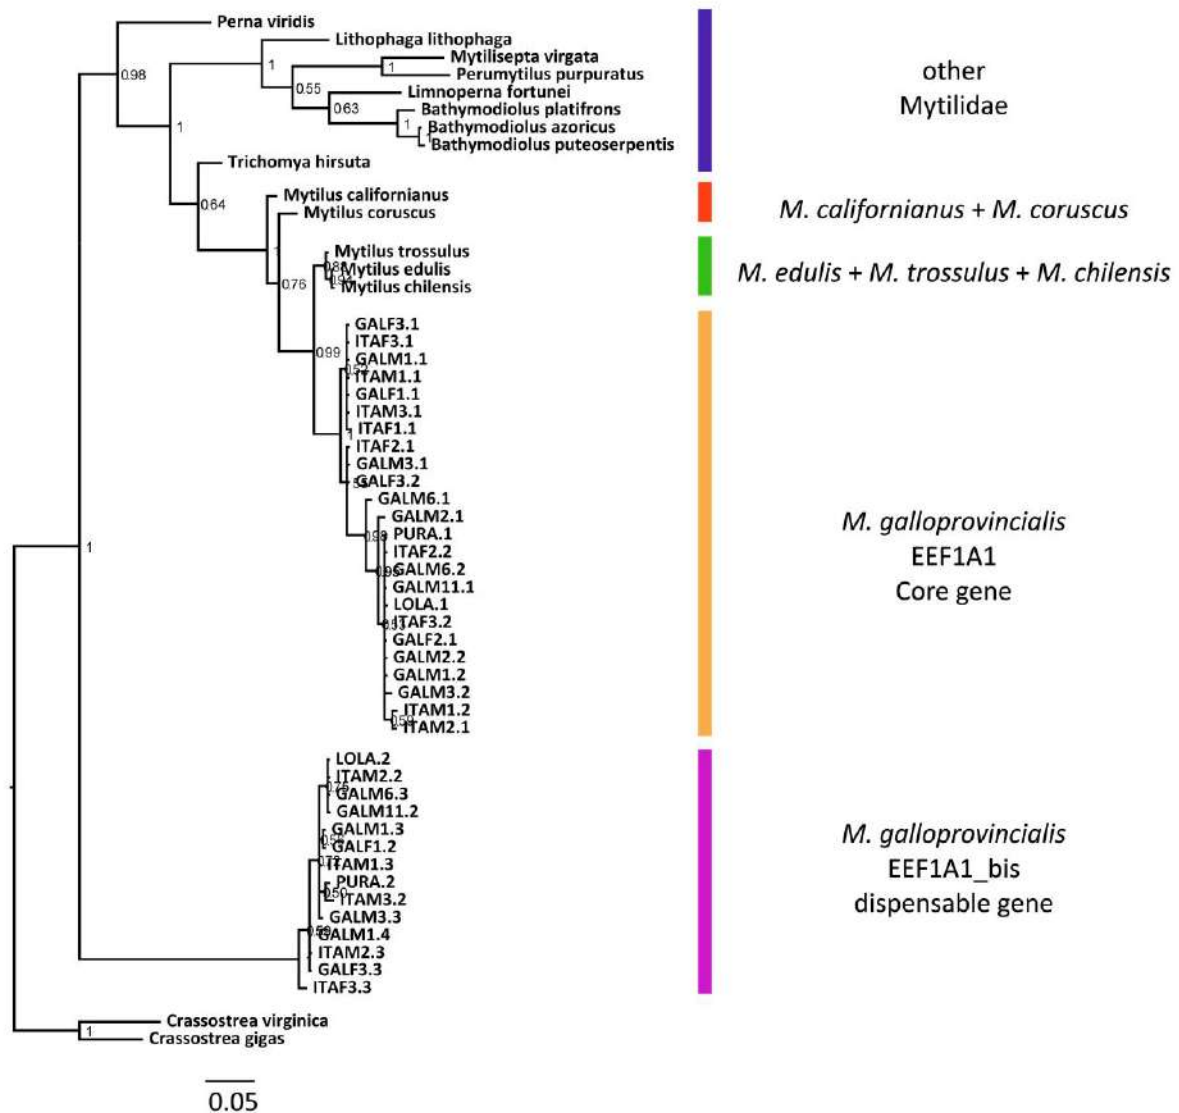 Perna viridis
Lithophaga lithophaga
Mytilisepta virgata
Perumytilus purpuratus
Limnoperna fortunei
Bathymodiolus platifrons
Bathymodiolus azoricus
Bathymodiolus puteoserpentis
Trichomya hirsuta
Mytilus californianus
Mytilus coruscus
Mytilus trossulus
Mytilus edulis
Mytilus chilensis
GALF3.1
ITAF3.1
GALM1.1
ITAM1.1
GALF1.1
ITAM3.1
ITAF1.1
ITAF2.1
GALM3.1
GALF3.2
GALM6.1
GALM2.1
PURA.1
ITAF2.2
GALM6.2
GALM11.1
LOLA.1
ITAF3.2
GALF2.1
GALM2.2
GALM1.2
GALM3.2
ITAM1.2
ITAM2.1
LOLA.2
ITAM2.2
GALM6.3
GALM11.2
GALM1.3
GALF1.2
ITAM1.3
PURA.2
ITAM3.2
GALM3.3
GALM1.4
ITAM2.3
GALF3.3
ITAF3.3
Crassostrea virginica
Crassostrea gigas
0.98
1
1
0.55
1
0.63
1
0.64
1
0.76
0.99
1
1
0.05
other
Mytilidae
M. californianus + M. coruscus
M. edulis + M. trossulus + M. chilensis
M. galloprovincialis
EEF1A1
Core gene
M. galloprovincialis
EEF1A1_bis
dispensable gene